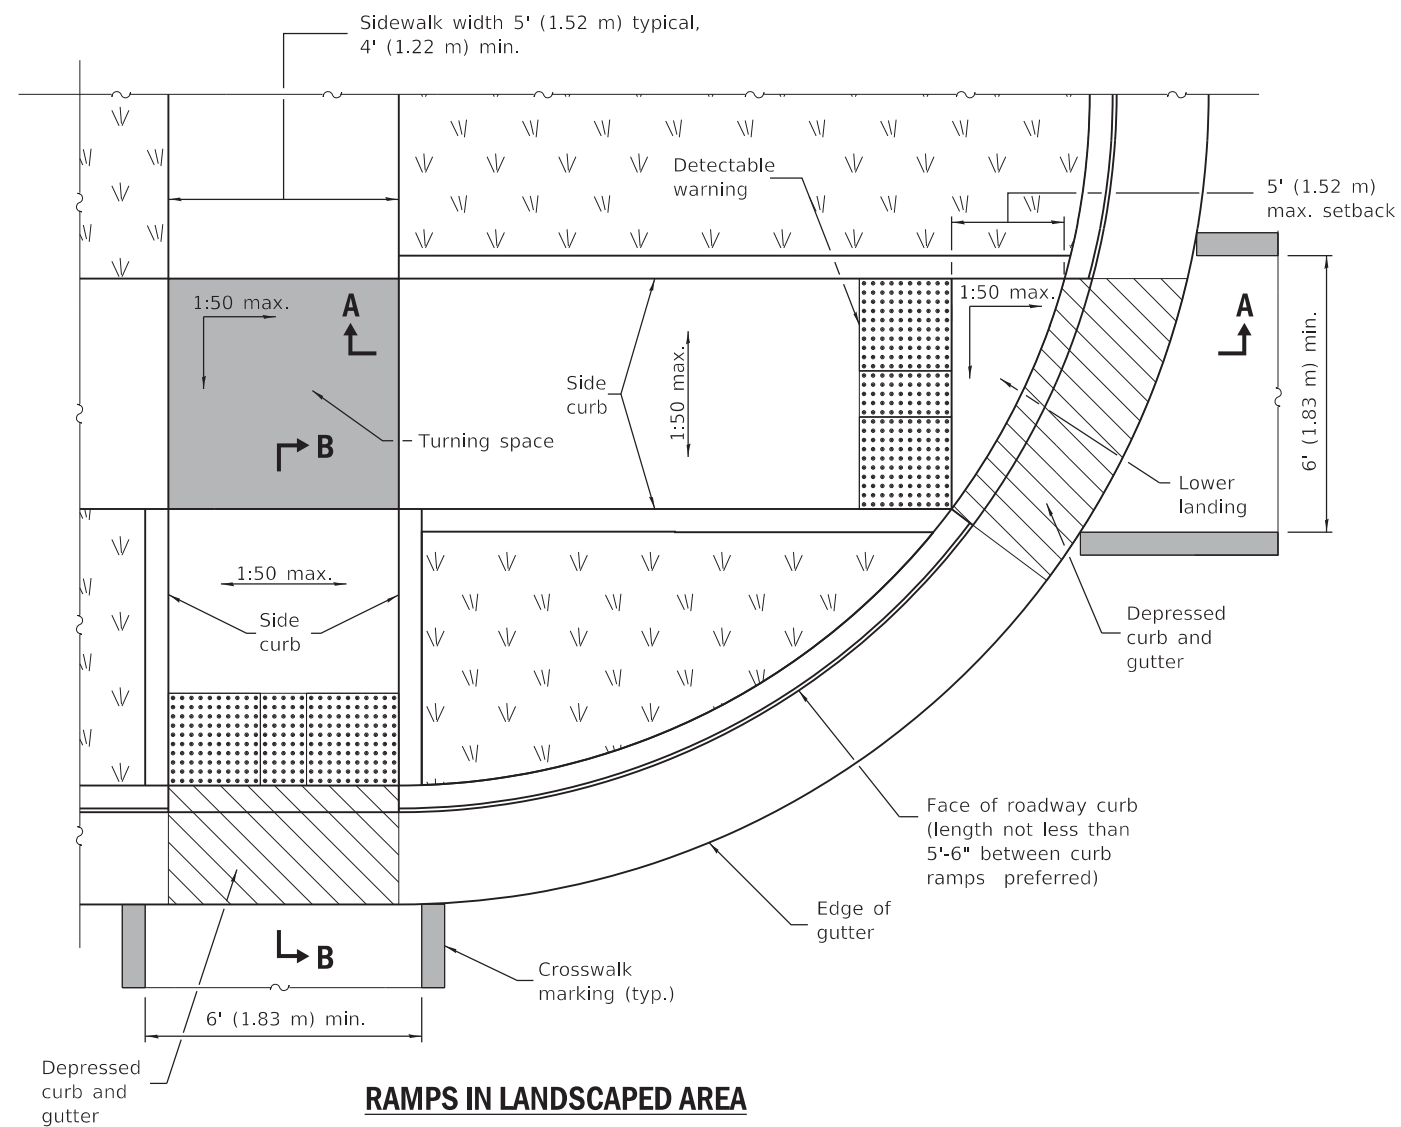 Sidewalk width 5' (1.52 m) typical,
4' (1.22 m) min.
Detectable
warning
5' (1.52 m)
max. setback
1:50 max.
A
1:50 max.
A
Side
curb
1:50 max.
6' (1.83 m) min.
B
Turning space
Lower
landing
1:50 max.
Side
curb
Depressed
curb and
gutter
Face of roadway curb
(length not less than
5'-6" between curb
ramps preferred)
Edge of
gutter
B
Crosswalk
marking (typ.)
6' (1.83 m) min.
Depressed
curb and
gutter
RAMPS IN LANDSCAPED AREA